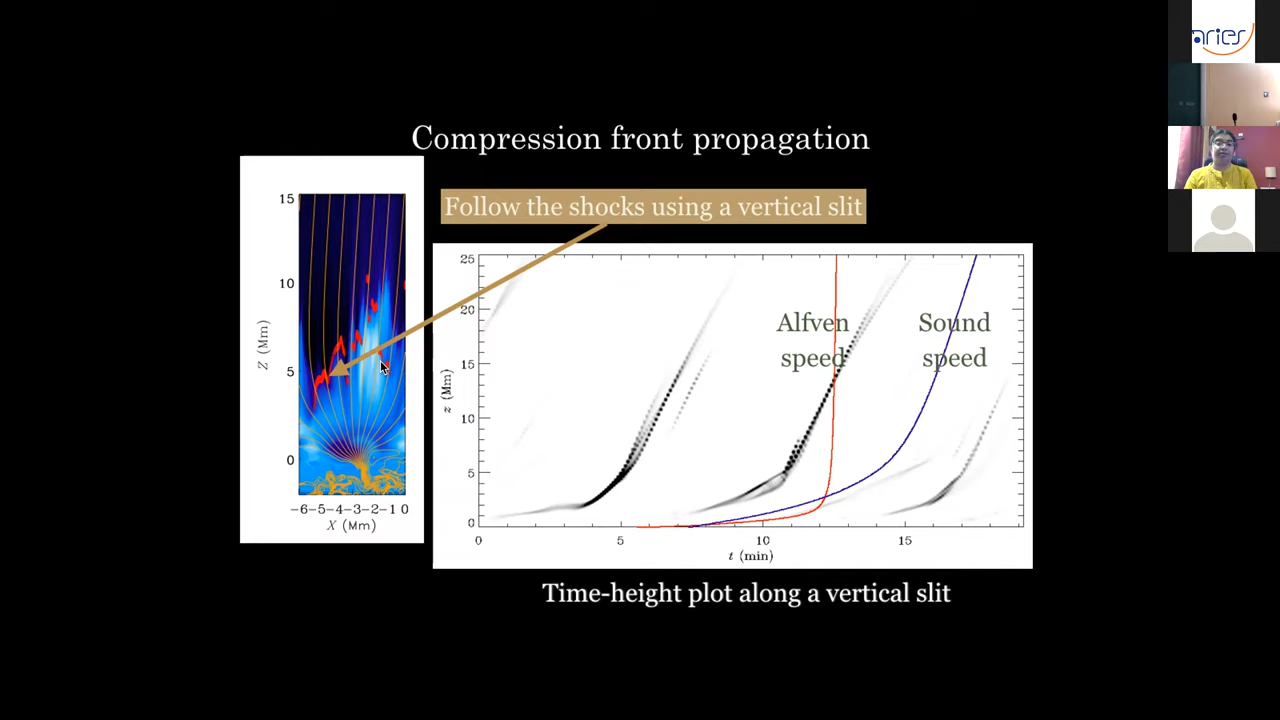 aries
Compression front propagation
Follow the shocks using a vertical slit
15
10
5
0
Z (Mm)
-6-5-4-3-2-1 0
X (Mm)
25
20
15
10
5
0
z (Mm)
Alfven
speed
Sound
speed
0 5 10 15
t (min)
Time-height plot along a vertical slit